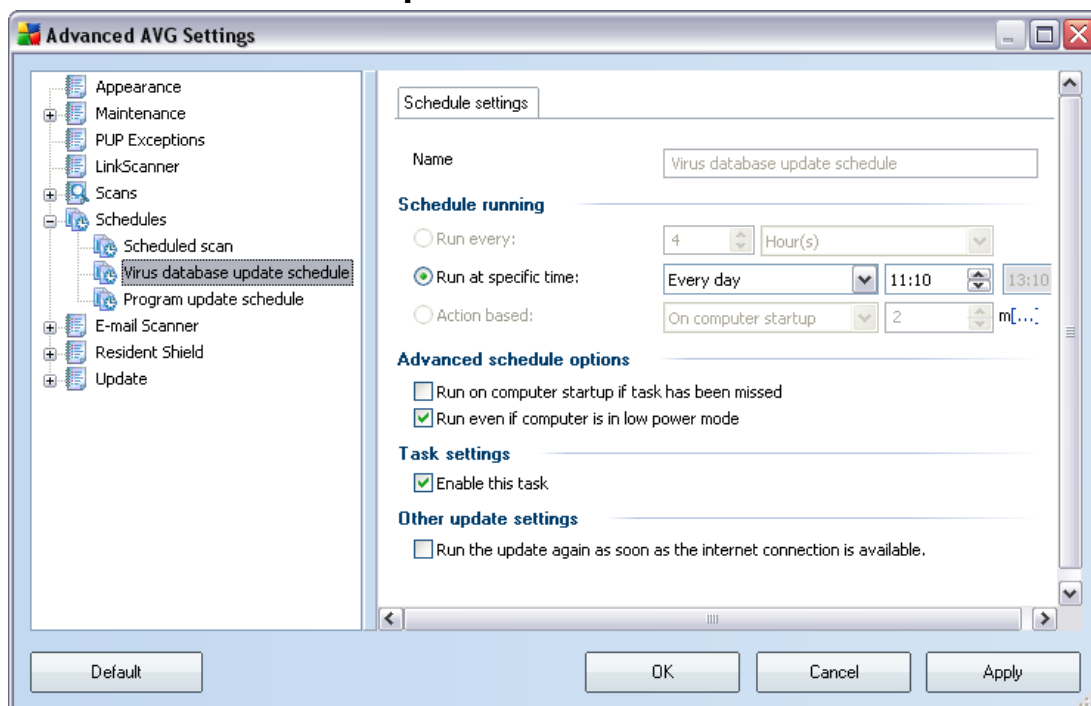 Advanced AVG Settings
Appearance
Maintenance
PUP Exceptions
LinkScanner
Scans
Schedules
Scheduled scan
Virus database update schedule
Program update schedule
E-mail Scanner
Resident Shield
Update
Schedule settings
Name Virus database update schedule
Schedule running
Run every: 4 Hour(s)
Run at specific time: Every day 11:10 13:10
Action based: On computer startup 2 m[...]
Advanced schedule options
Run on computer startup if task has been missed
Run even if computer is in low power mode
Task settings
Enable this task
Other update settings
Run the update again as soon as the internet connection is available.
Default OK Cancel Apply